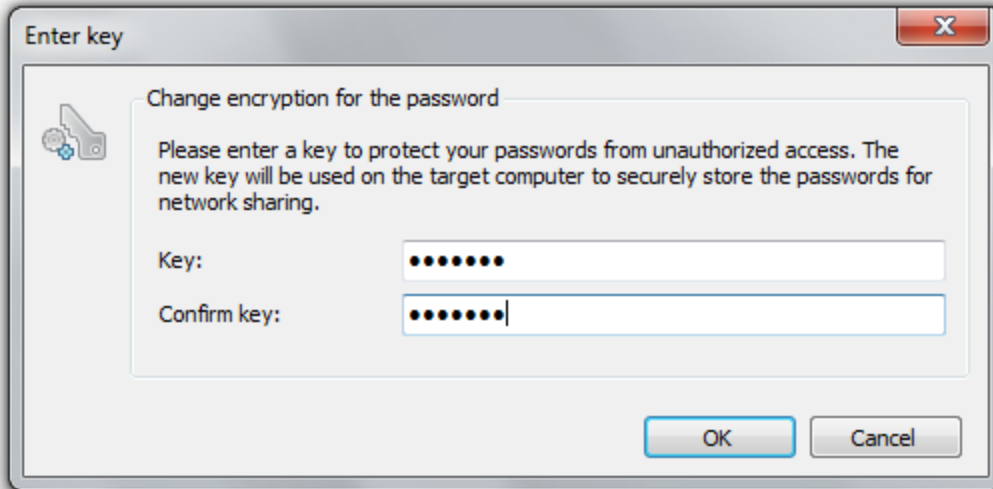 Enter key
Change encryption for the password
Please enter a key to protect your passwords from unauthorized access. The
new key will be used on the target computer to securely store the passwords for
network sharing.
Key: •••••••
Confirm key: •••••••
OK Cancel